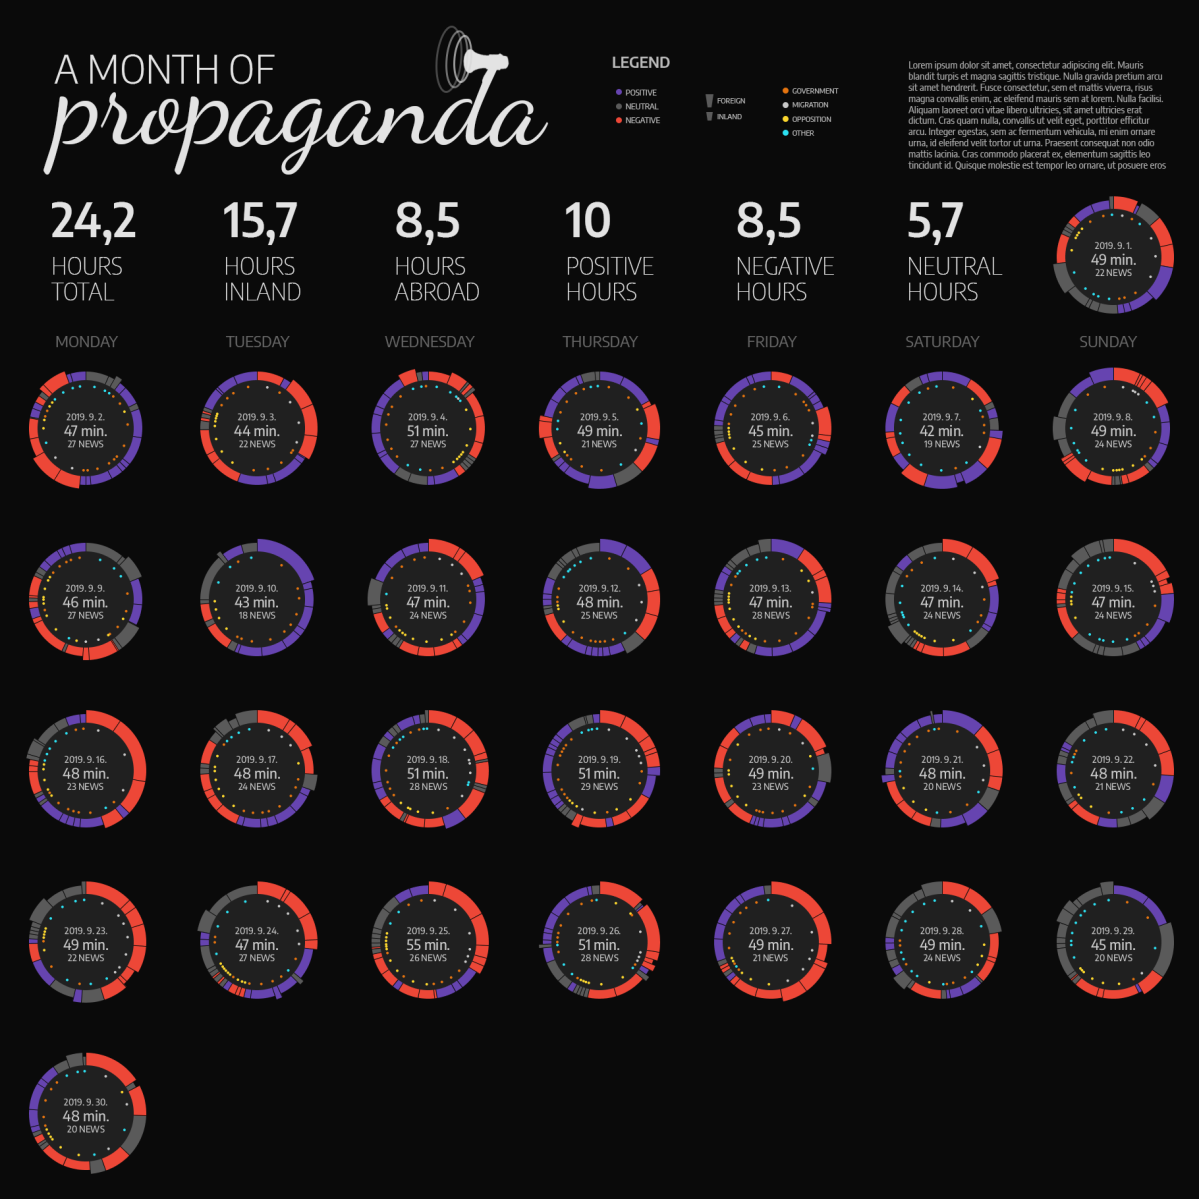 A MONTH OF
propaganda
LEGEND
POSITIVE
NEUTRAL
NEGATIVE
FOREIGN
INLAND
GOVERNMENT
MIGRATION
OPPOSITION
OTHER
Lorem ipsum dolor sit amet, consectetur adipiscing elit. Mauris
blandit turpis et magna sagittis tristique. Nulla gravida pretium arcu
sit amet hendrerit. Fusce consectetur, sem et mattis viverra, risus
magna convallis enim, ac eleifend mauris sem at lorem. Nulla facilisi.
Aliquam laoreet orci vitae libero ultricies, sit amet ultricies erat
dictum. Cras quam nulla, convallis ut velit eget, porttitor efficitur
arcu. Integer egestas, sem ac fermentum vehicula, mi enim ornare
urna, id eleifend velit tortor ut urna. Praesent consequat non odio
mattis lacinia. Cras commodo placerat ex, elementum sagittis leo
tincidunt id. Quisque molestie est tempor leo ornare, ut posuere eros
24,2
HOURS
TOTAL
15,7
HOURS
INLAND
8,5
HOURS
ABROAD
10
POSITIVE
HOURS
8,5
NEGATIVE
HOURS
5,7
NEUTRAL
HOURS
2019. 9. 1.
49 min.
22 NEWS
MONDAY
TUESDAY
WEDNESDAY
THURSDAY
FRIDAY
SATURDAY
SUNDAY
2019. 9. 2.
47 min.
27 NEWS
2019. 9. 3.
44 min.
22 NEWS
2019. 9. 4.
51 min.
27 NEWS
2019. 9. 5.
49 min.
21 NEWS
2019. 9. 6.
45 min.
25 NEWS
2019. 9. 7.
42 min.
19 NEWS
2019. 9. 8.
49 min.
24 NEWS
2019. 9. 9.
46 min.
27 NEWS
2019. 9. 10.
43 min.
18 NEWS
2019. 9. 11.
47 min.
24 NEWS
2019. 9. 12.
48 min.
25 NEWS
2019. 9. 13.
47 min.
28 NEWS
2019. 9. 14.
47 min.
24 NEWS
2019. 9. 15.
47 min.
24 NEWS
2019. 9. 16.
48 min.
23 NEWS
2019. 9. 17.
48 min.
24 NEWS
2019. 9. 18.
51 min.
28 NEWS
2019. 9. 19.
51 min.
29 NEWS
2019. 9. 20.
49 min.
23 NEWS
2019. 9. 21.
48 min.
20 NEWS
2019. 9. 22.
48 min.
21 NEWS
2019. 9. 23.
49 min.
22 NEWS
2019. 9. 24.
47 min.
27 NEWS
2019. 9. 25.
55 min.
26 NEWS
2019. 9. 26.
51 min.
28 NEWS
2019. 9. 27.
49 min.
21 NEWS
2019. 9. 28.
49 min.
24 NEWS
2019. 9. 29.
45 min.
20 NEWS
2019. 9. 30.
48 min.
20 NEWS